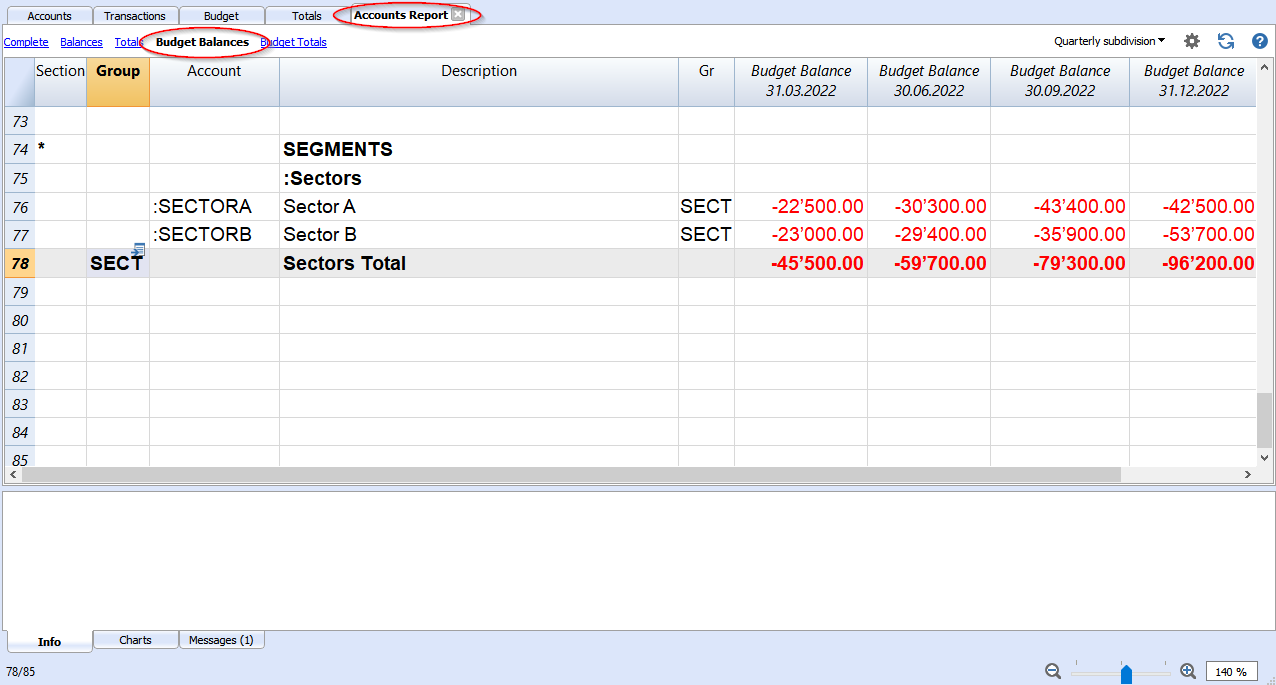 Accounts Transactions Budget Totals Accounts Report
Complete Balances Totals Budget Balances Budget Totals Quarterly subdivision
Section Group Account Description Gr Budget Balance Budget Balance Budget Balance Budget Balance
31.03.2022 30.06.2022 30.09.2022 31.12.2022
73
74 * SEGMENTS
75 :Sectors
76 :SECTORA Sector A SECT -22’500.00 -30’300.00 -43’400.00 -42’500.00
77 :SECTORB Sector B SECT -23’000.00 -29’400.00 -35’900.00 -53’700.00
78 SECT Sectors Total -45’500.00 -59’700.00 -79’300.00 -96’200.00
79
80
81
82
83
84
85
Info Charts Messages (1)
78/85 140 %